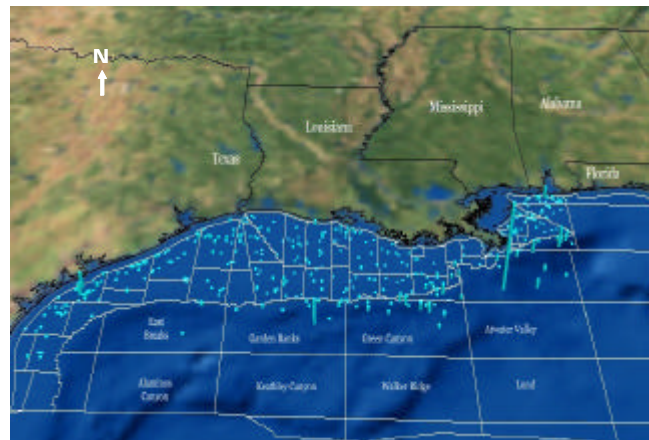 N
Mississippi
Alabama
Louisiana
Texas
Florida
East
Breaks
Garden Banks
Green Canyon
Atwater Valley
Alaminos
Canyon
Keathley Canyon
Walker Ridge
Lund